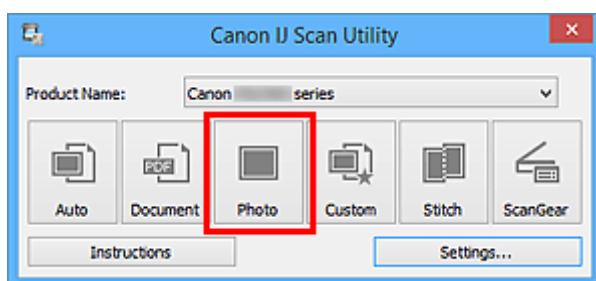 Canon IJ Scan Utility
Product Name: Canon series
PDF
Auto Document Photo Custom Stitch ScanGear
Instructions Settings...